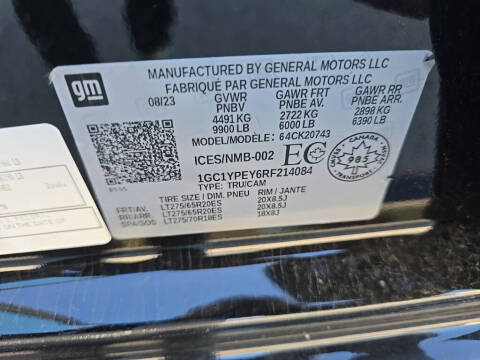 gm
MANUFACTURED BY GENERAL MOTORS LLC
FABRIQUÉ PAR GENERAL MOTORS LLC
08/23 GVWR GAWR FRT GAWR RR
PNBV PNBE AV. PNBE ARR.
4491 KG 2722 KG 2898 KG
9900 LB 6000 LB 6390 LB
MODEL/MODÈLE: 64CK20743
ICES/NMB-002 EC CANADA 985
1GC1YPEY6RF214084
TYPE: TRU/CAM
TIRE SIZE / DIM. PNEU RIM / JANTE
FRT/AV. LT275/65R20ES 20X8.5J
RR/ARR. LT275/65R20ES 20X8.5J
SPA/SOS LT275/70R18ES 18X8J